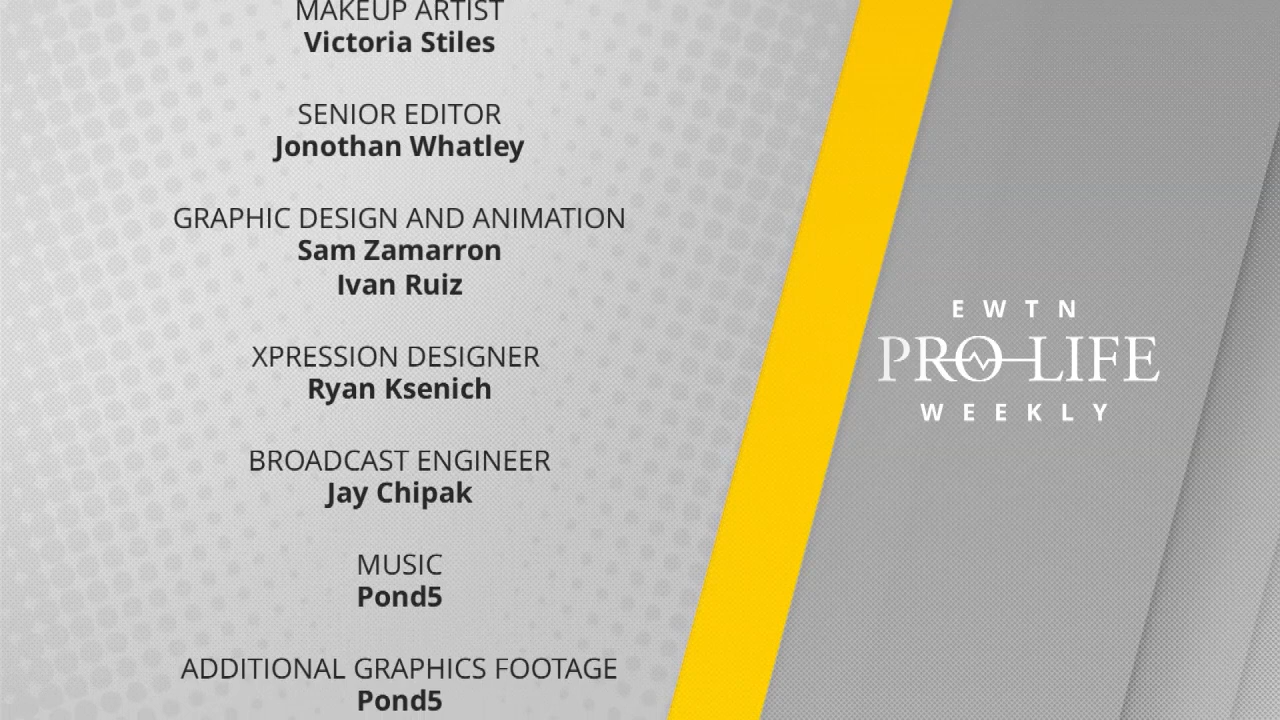 MAKEUP ARTIST
Victoria Stiles
SENIOR EDITOR
Jonothan Whatley
GRAPHIC DESIGN AND ANIMATION
Sam Zamarron
Ivan Ruiz
XPRESSION DESIGNER
Ryan Ksenich
BROADCAST ENGINEER
Jay Chipak
MUSIC
Pond5
ADDITIONAL GRAPHICS FOOTAGE
Pond5
EWTN
PRO LIFE
WEEKLY